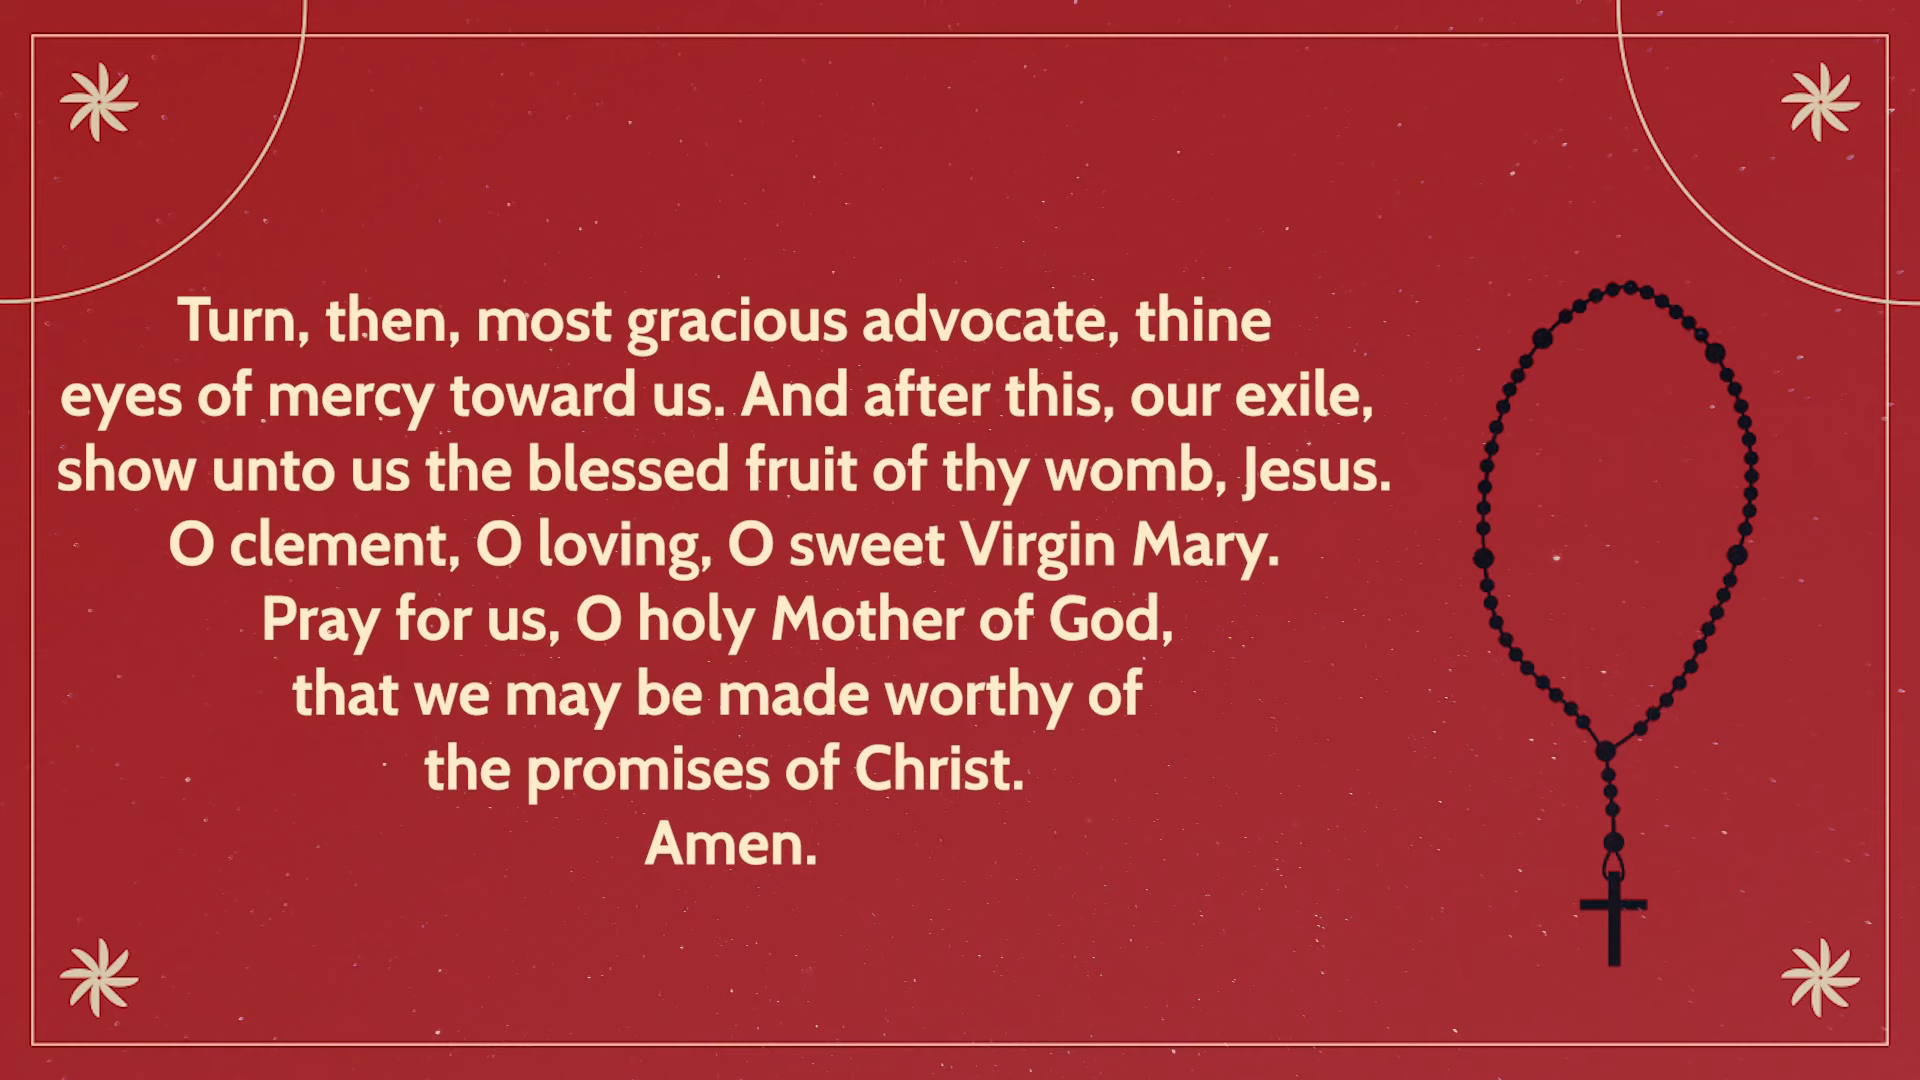 Turn, then, most gracious advocate, thine
eyes of mercy toward us. And after this, our exile,
show unto us the blessed fruit of thy womb, Jesus.
O clement, O loving, O sweet Virgin Mary.
Pray for us, O holy Mother of God,
that we may be made worthy of
the promises of Christ.
Amen.